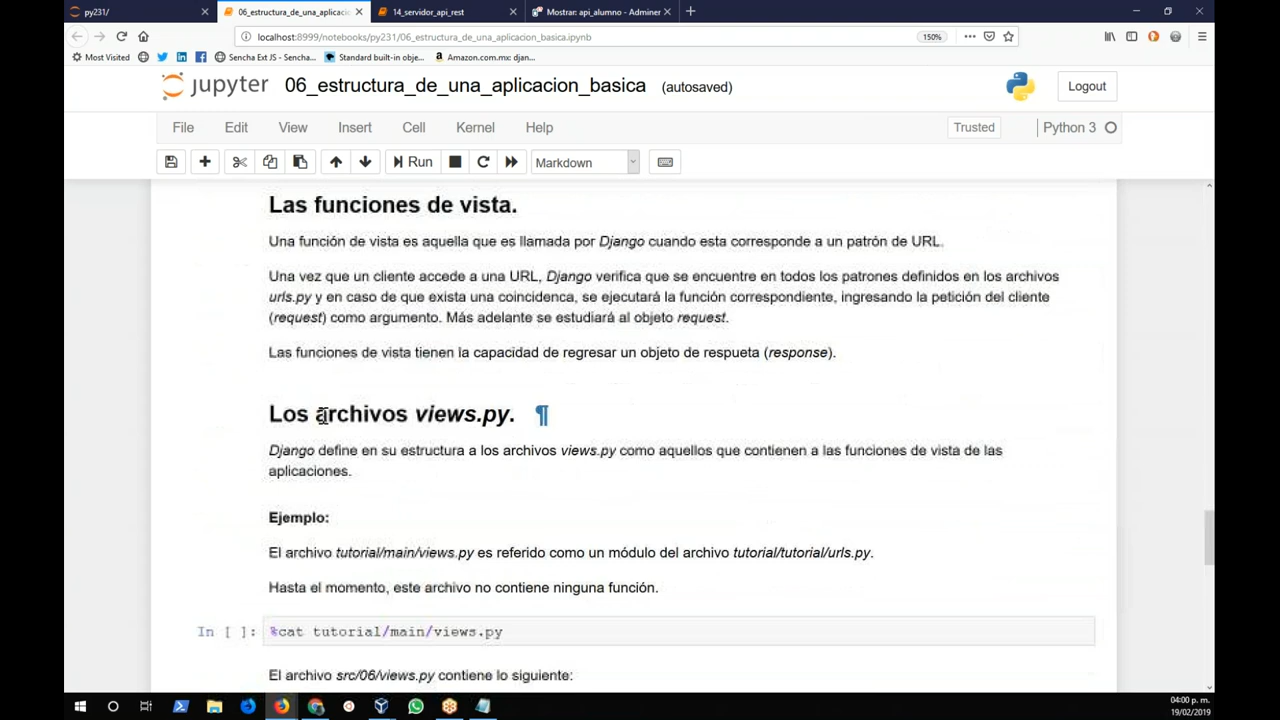 py231/
06_estructura_de_una_aplicacio
14_servidor_api_rest
Mostrar: api_alumno - Adminer
localhost:8999/notebooks/py231/06_estructura_de_una_aplicacion_basica.ipynb
150%
Most Visited
Sencha Ext JS - Sencha...
Standard built-in obje...
Amazon.com.mx: djan...
jupyter
06_estructura_de_una_aplicacion_basica (autosaved)
Logout
File Edit View Insert Cell Kernel Help
Trusted
Python 3
Run
Markdown
Las funciones de vista.
Una función de vista es aquella que es llamada por Django cuando esta corresponde a un patrón de URL.
Una vez que un cliente accede a una URL, Django verifica que se encuentre en todos los patrones definidos en los archivos
urls.py y en caso de que exista una coincidenca, se ejecutará la función correspondiente, ingresando la petición del cliente
(request) como argumento. Más adelante se estudiará al objeto request.
Las funciones de vista tienen la capacidad de regresar un objeto de respueta (response).
Los archivos views.py. ¶
Django define en su estructura a los archivos views.py como aquellos que contienen a las funciones de vista de las
aplicaciones.
Ejemplo:
El archivo tutorial/main/views.py es referido como un módulo del archivo tutorial/tutorial/urls.py.
Hasta el momento, este archivo no contiene ninguna función.
In [ ]: %cat tutorial/main/views.py
El archivo src/06/views.py contiene lo siguiente:
04:00 p. m.
19/02/2019